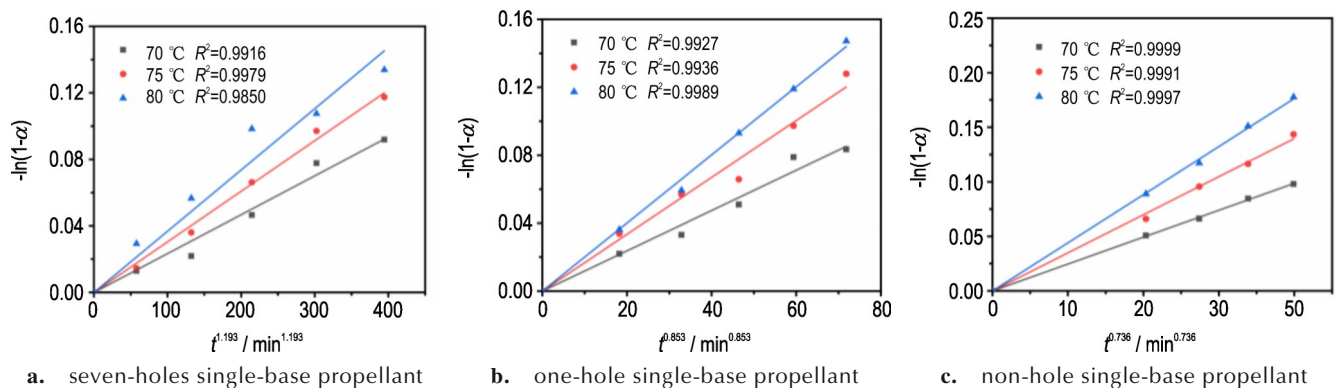 0.16
0.12
0.08
0.04
0.00
-ln(1-α)
70 ℃ R²=0.9916
75 ℃ R²=0.9979
80 ℃ R²=0.9850
0 100 200 300 400
t^1.193 / min^1.193
a. seven-holes single-base propellant
0.16
0.12
0.08
0.04
0.00
-ln(1-α)
70 ℃ R²=0.9927
75 ℃ R²=0.9936
80 ℃ R²=0.9989
0 20 40 60 80
t^0.853 / min^0.853
b. one-hole single-base propellant
0.25
0.20
0.15
0.10
0.05
0.00
-ln(1-α)
70 ℃ R²=0.9999
75 ℃ R²=0.9991
80 ℃ R²=0.9997
0 10 20 30 50
t^0.736 / min^0.736
c. non-hole single-base propellant